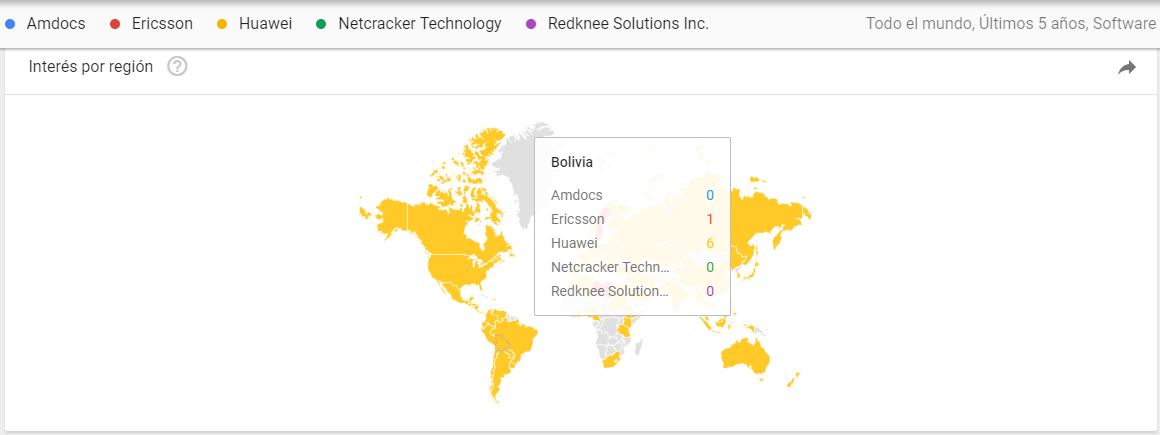 Amdocs Ericsson Huawei Netcracker Technology Redknee Solutions Inc. Todo el mundo, Últimos 5 años, Software
Interés por región ?
Bolivia
Amdocs 0
Ericsson 1
Huawei 6
Netcracker Techn... 0
Redknee Solution... 0